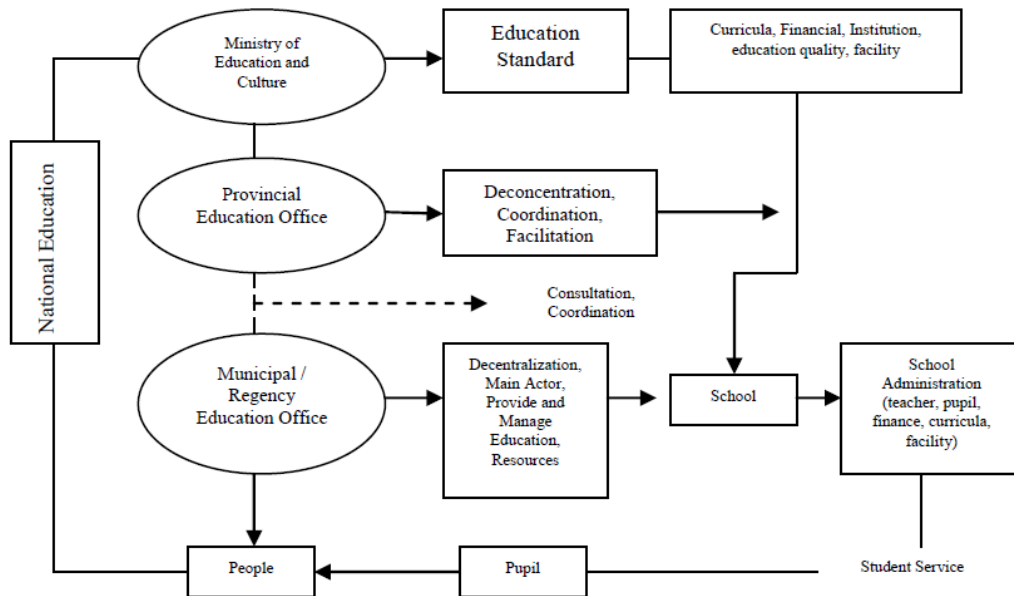 Ministry of
Education and
Culture
Education
Standard
Curricula, Financial, Institution,
education quality, facility
National Education
Provincial
Education Office
Deconcentration,
Coordination,
Facilitation
Consultation,
Coordination
Municipal /
Regency
Education Office
Decentralization,
Main Actor,
Provide and
Manage
Education,
Resources
School
School
Administration
(teacher, pupil,
finance, curricula,
facility)
People
Pupil
Student Service